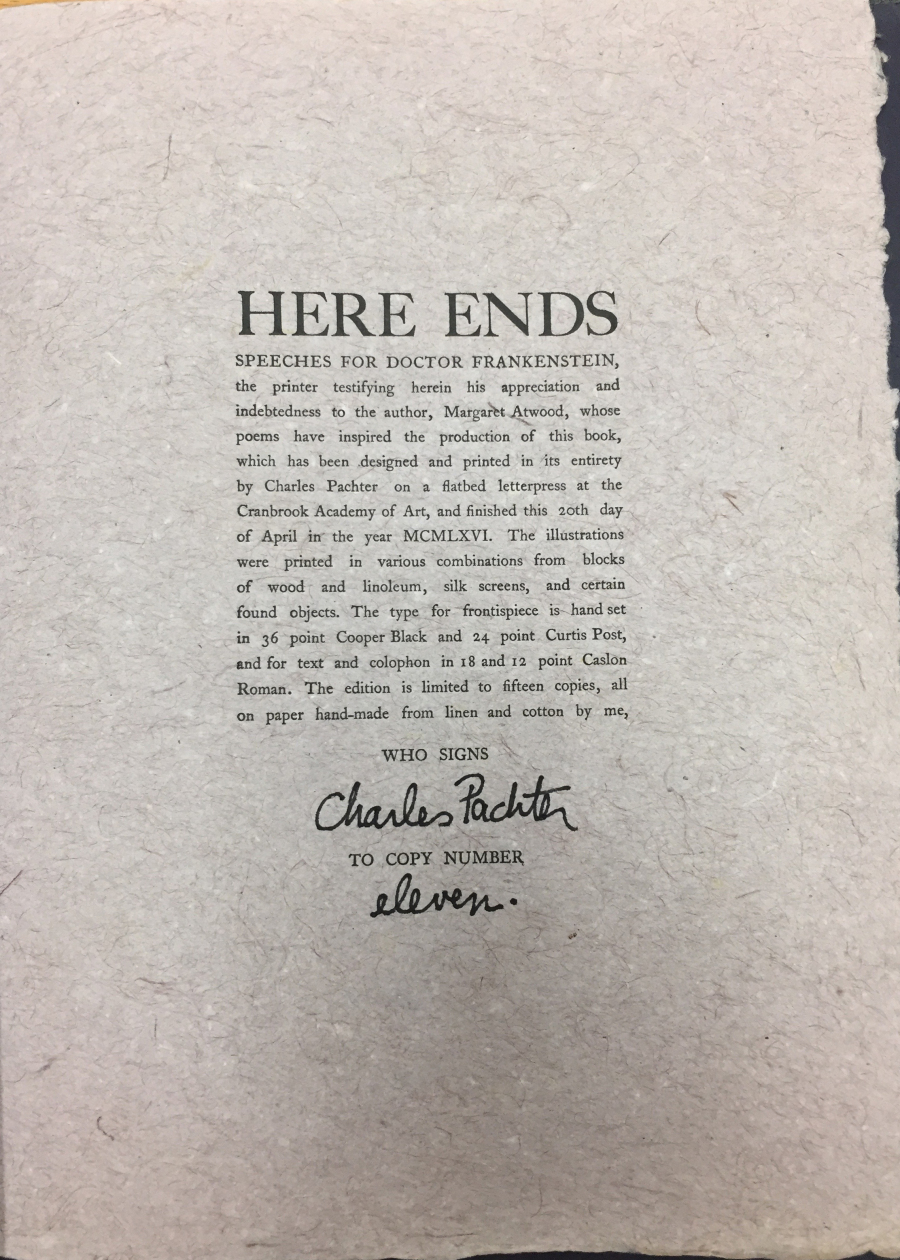 HERE ENDS
SPEECHES FOR DOCTOR FRANKENSTEIN,
the printer testifying herein his appreciation and
indebtedness to the author, Margaret Atwood, whose
poems have inspired the production of this book,
which has been designed and printed in its entirety
by Charles Pachter on a flatbed letterpress at the
Cranbrook Academy of Art, and finished this 20th day
of April in the year MCMLXVI. The illustrations
were printed in various combinations from blocks
of wood and linoleum, silk screens, and certain
found objects. The type for frontispiece is hand set
in 36 point Cooper Black and 24 point Curtis Post,
and for text and colophon in 18 and 12 point Caslon
Roman. The edition is limited to fifteen copies, all
on paper hand-made from linen and cotton by me,
WHO SIGNS
Charles Pachter
TO COPY NUMBER
eleven.